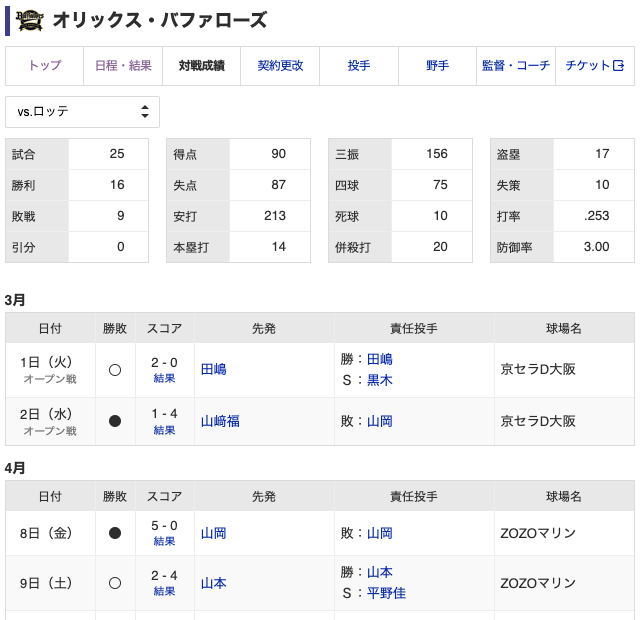 オリックス・バファローズ
トップ 日程・結果 対戦成績 契約更改 投手 野手 監督・コーチ チケット
vs.ロッテ
試合 25 得点 90 三振 156 盗塁 17
勝利 16 失点 87 四球 75 失策 10
敗戦 9 安打 213 死球 10 打率 .253
引分 0 本塁打 14 併殺打 20 防御率 3.00
3月
日付 勝敗 スコア 先発 責任投手 球場名
1日（火） オープン戦 ○ 2 - 0 結果 田嶋 勝：田嶋 S：黒木 京セラD大阪
2日（水） オープン戦 ● 1 - 4 結果 山﨑福 敗：山岡 京セラD大阪
4月
日付 勝敗 スコア 先発 責任投手 球場名
8日（金） ● 5 - 0 結果 山岡 敗：山岡 ZOZOマリン
9日（土） ○ 2 - 4 結果 山本 勝：山本 S：平野佳 ZOZOマリン